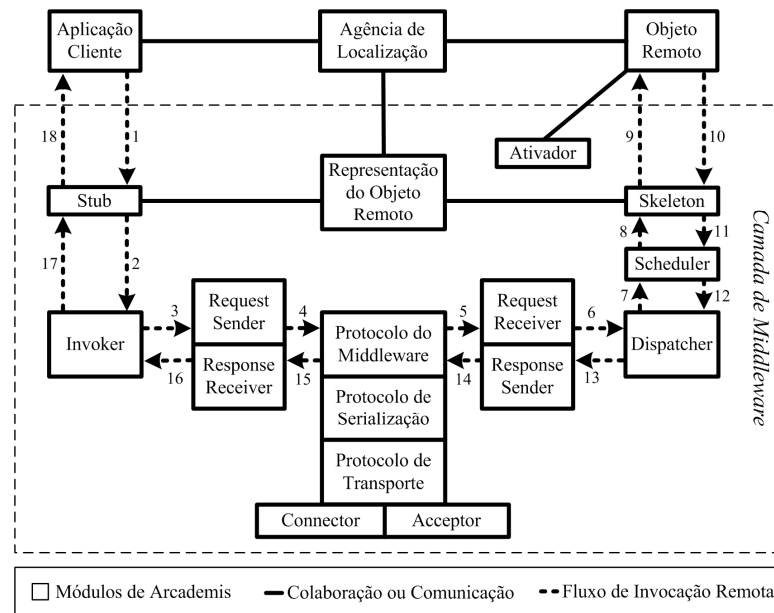 Aplicação
Cliente
Agência de
Localização
Objeto
Remoto
18
1
9
10
Ativador
Representação
do Objeto
Remoto
Stub
Skeleton
17
2
8
11
Scheduler
7
12
Camada de Middleware
Invoker
3
Request
Sender
4
Protocolo do
Middleware
5
Request
Receiver
6
Dispatcher
16
Response
Receiver
15
14
Response
Sender
13
Protocolo de
Serialização
Protocolo de
Transporte
Connector
Acceptor
Módulos de Arcademis
Colaboração ou Comunicação
Fluxo de Invocação Remota